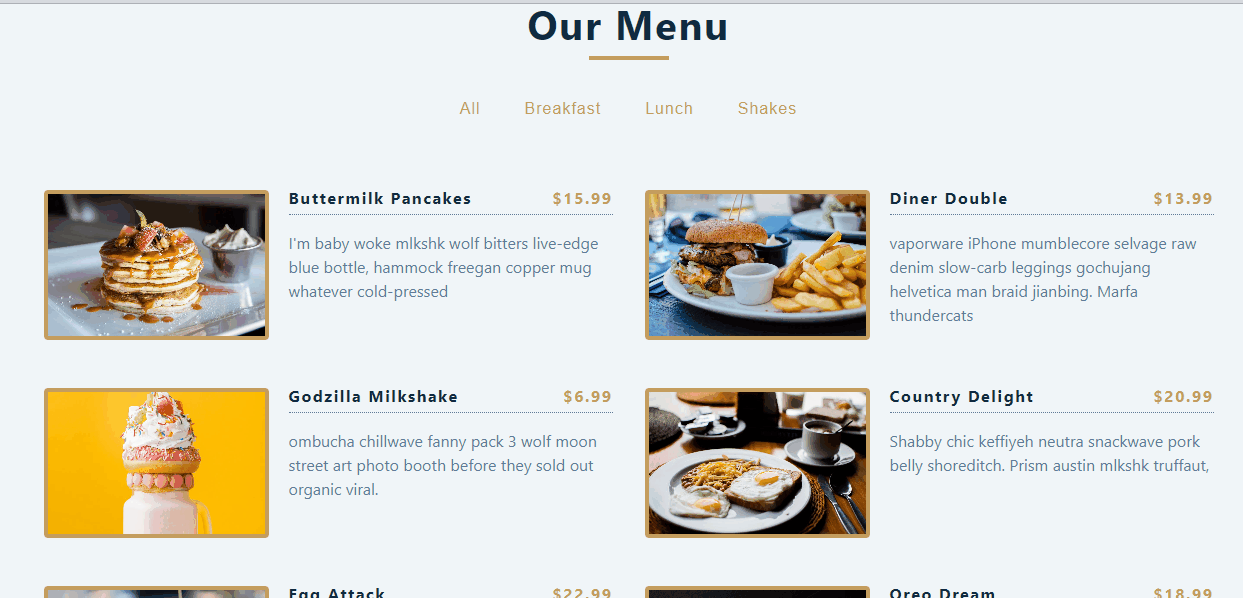 Our Menu
All Breakfast Lunch Shakes
Buttermilk Pancakes $15.99
I'm baby woke mlkshk wolf bitters live-edge
blue bottle, hammock freegan copper mug
whatever cold-pressed
Diner Double $13.99
vaporware iPhone mumblecore selvage raw
denim slow-carb leggings gochujang
helvetica man braid jianbing. Marfa
thundercats
Godzilla Milkshake $6.99
ombucha chillwave fanny pack 3 wolf moon
street art photo booth before they sold out
organic viral.
Country Delight $20.99
Shabby chic keffiyeh neutra snackwave pork
belly shoreditch. Prism austin mlkshk truffaut,
Egg Attack $22.99
Oreo Dream $18.99